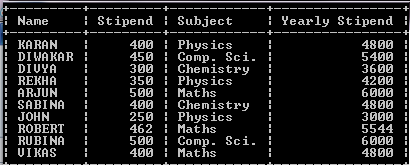 Name Stipend Subject Yearly Stipend
KARAN 400 Physics 4800
DIWAKAR 450 Comp. Sci. 5400
DIVYA 300 Chemistry 3600
REKHA 350 Physics 4200
ARJUN 500 Maths 6000
SABINA 400 Chemistry 4800
JOHN 250 Physics 3000
ROBERT 462 Maths 5544
RUBINA 500 Comp. Sci. 6000
VIKAS 400 Maths 4800